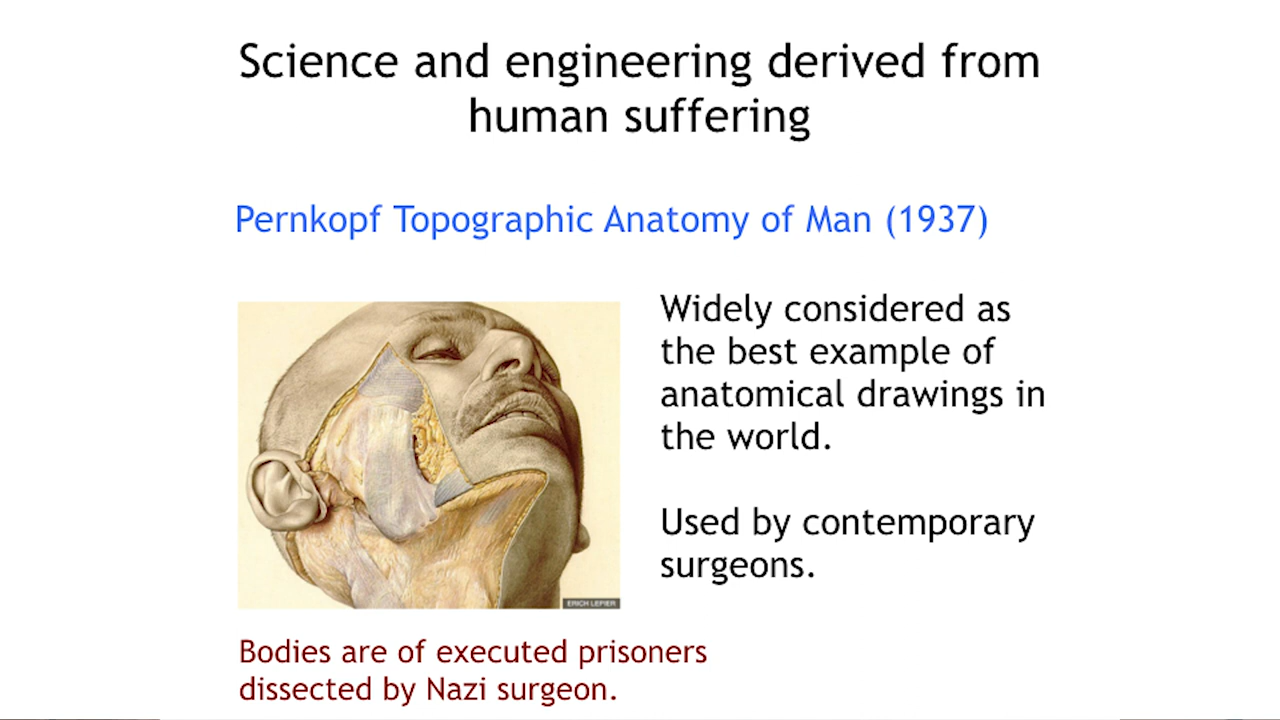 Science and engineering derived from
human suffering
Pernkopf Topographic Anatomy of Man (1937)
Widely considered as
the best example of
anatomical drawings in
the world.
Used by contemporary
surgeons.
ERICH LEPIER
Bodies are of executed prisoners
dissected by Nazi surgeon.